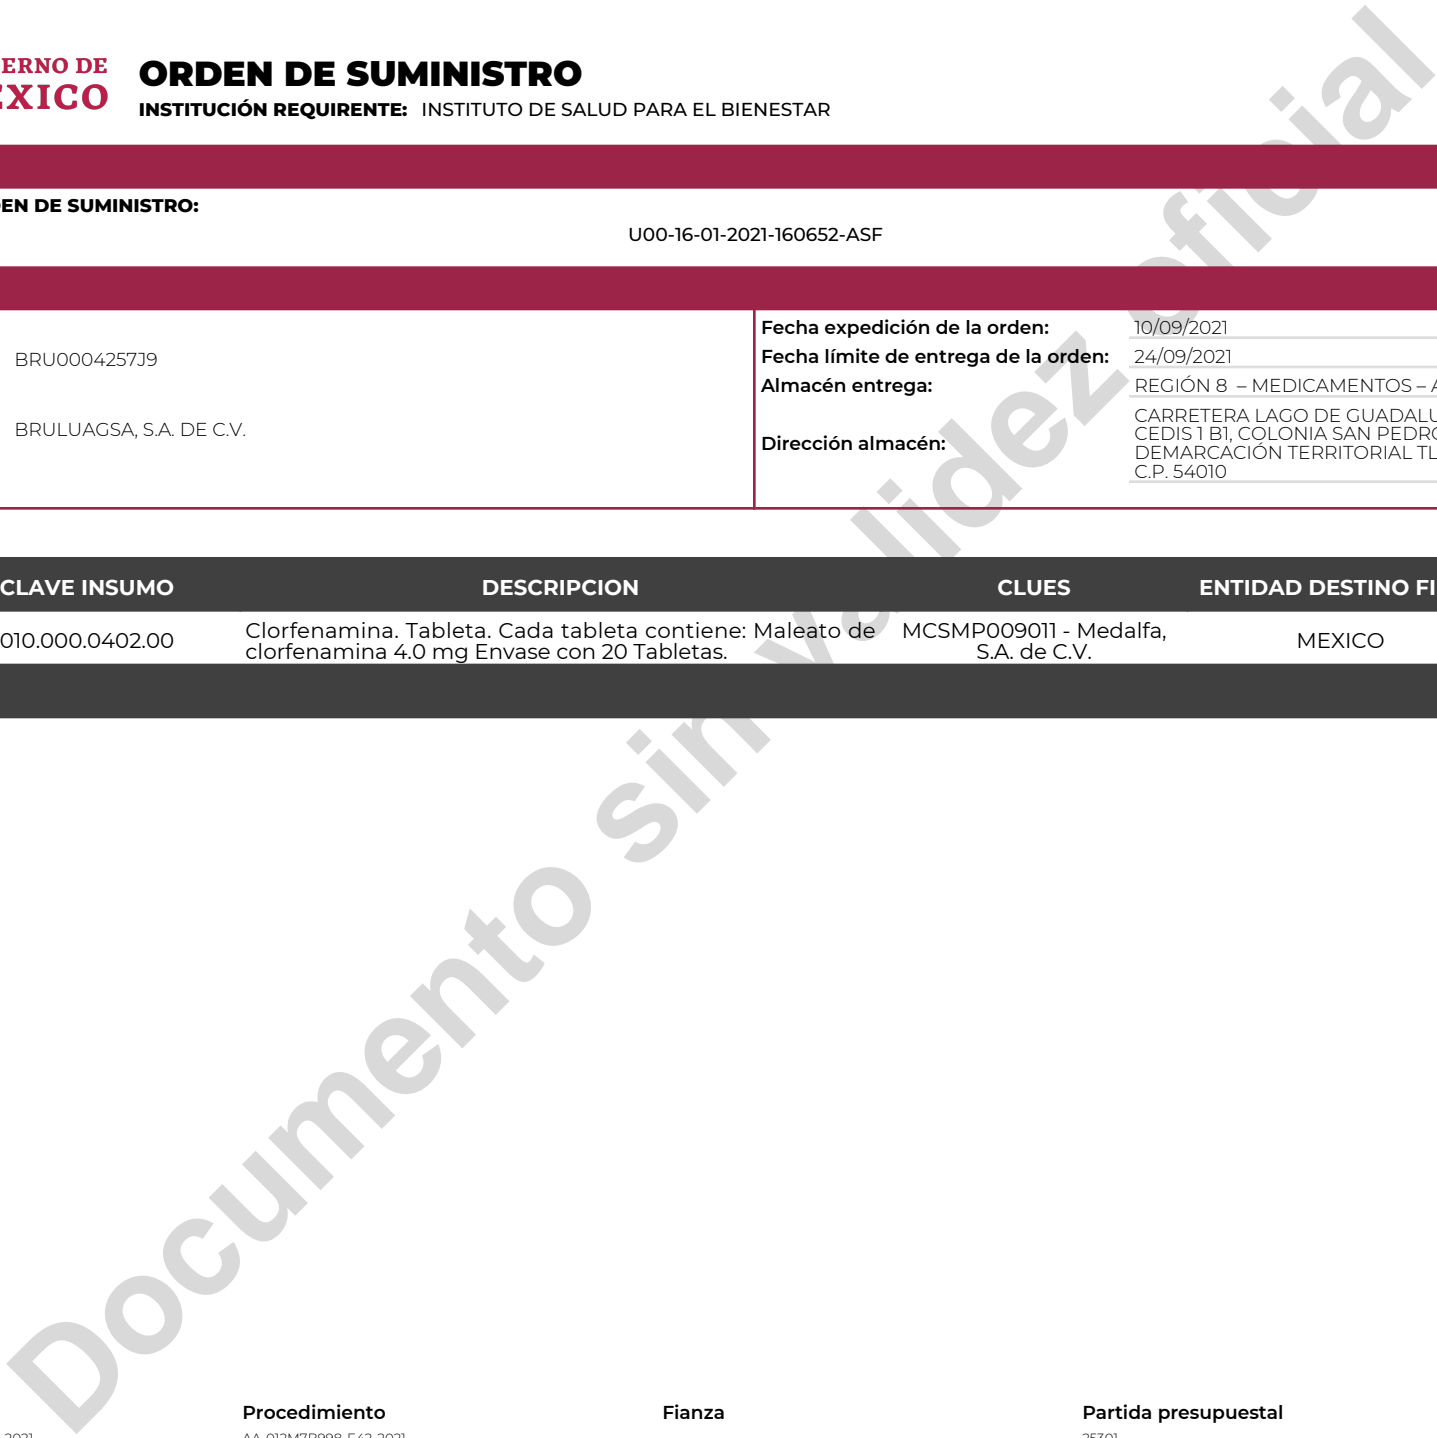 ERNO DE
ORDEN DE SUMINISTRO
INSTITUCIÓN REQUIRENTE: INSTITUTO DE SALUD PARA EL BIENESTAR
EN DE SUMINISTRO:
U00-16-01-2021-160652-ASF
BRU0004257J9
BRULUAGSA, S.A. DE C.V.
Fecha expedición de la orden: 10/09/2021
Fecha límite de entrega de la orden: 24/09/2021
Almacén entrega: REGIÓN 8 – MEDICAMENTOS –
Dirección almacén:
CARRETERA LAGO DE GUADALU
CEDIS 1 B1, COLONIA SAN PEDRO
DEMARCACIÓN TERRITORIAL TL
C.P. 54010
CLAVE INSUMO DESCRIPCION CLUES ENTIDAD DESTINO FI
010.000.0402.00 Clorfenamina. Tableta. Cada tableta contiene: Maleato de clorfenamina 4.0 mg Envase con 20 Tabletas. MCSMP009011 - Medalfa, S.A. de C.V. MEXICO
Documento sin validez oficial
Procedimiento Fianza Partida presupuestal